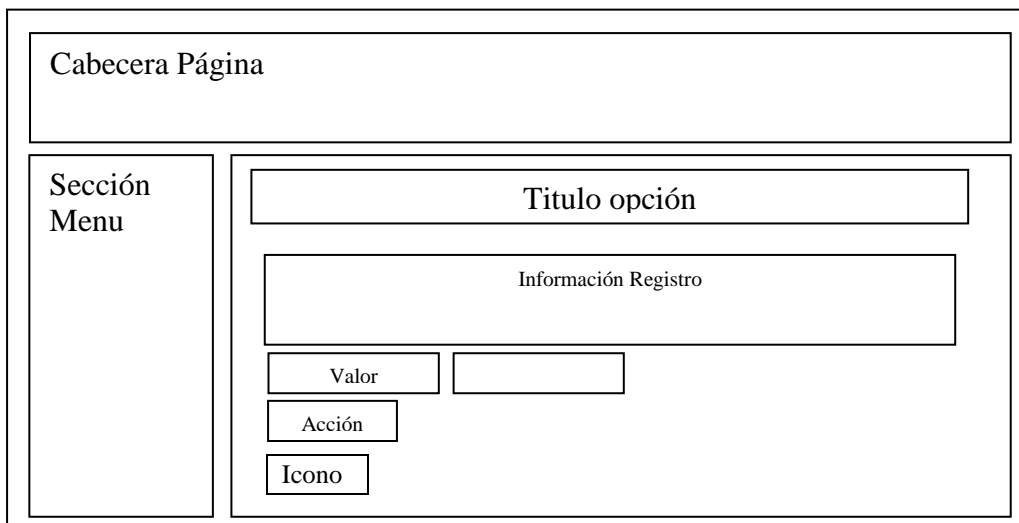 Cabecera Página
Sección
Menu
Titulo opción
Información Registro
Valor
Acción
Icono